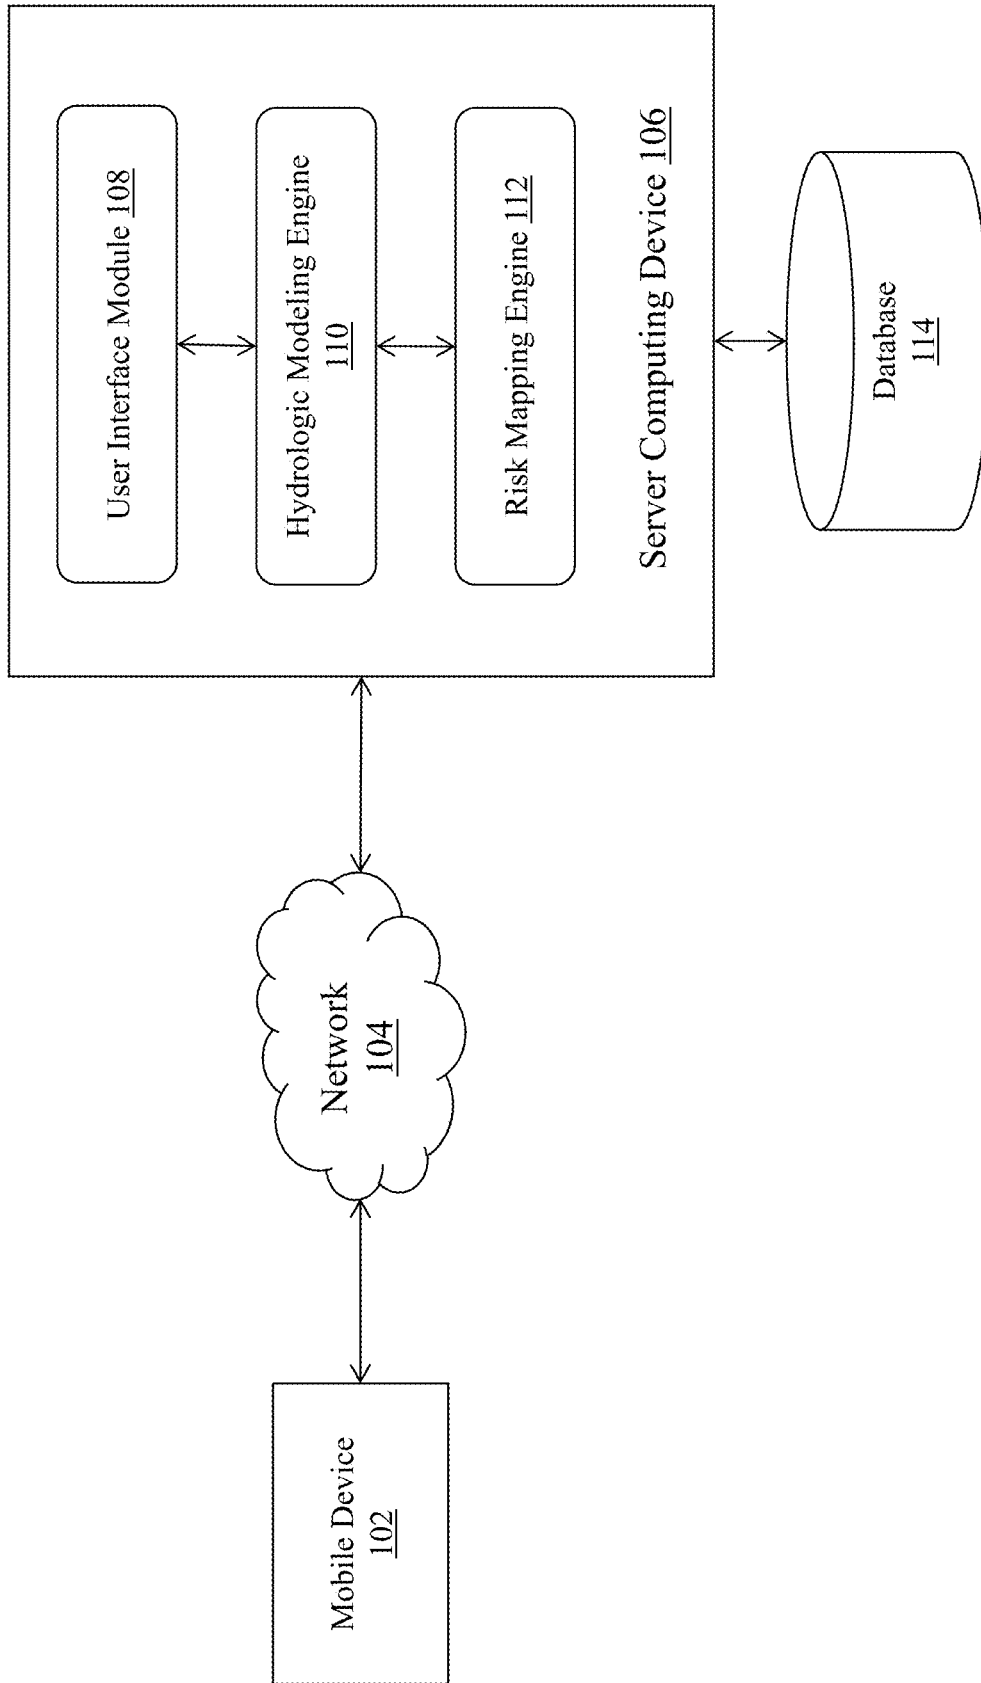 Mobile Device
102
Network
104
User Interface Module 108
Hydrologic Modeling Engine
110
Risk Mapping Engine 112
Server Computing Device 106
Database
114